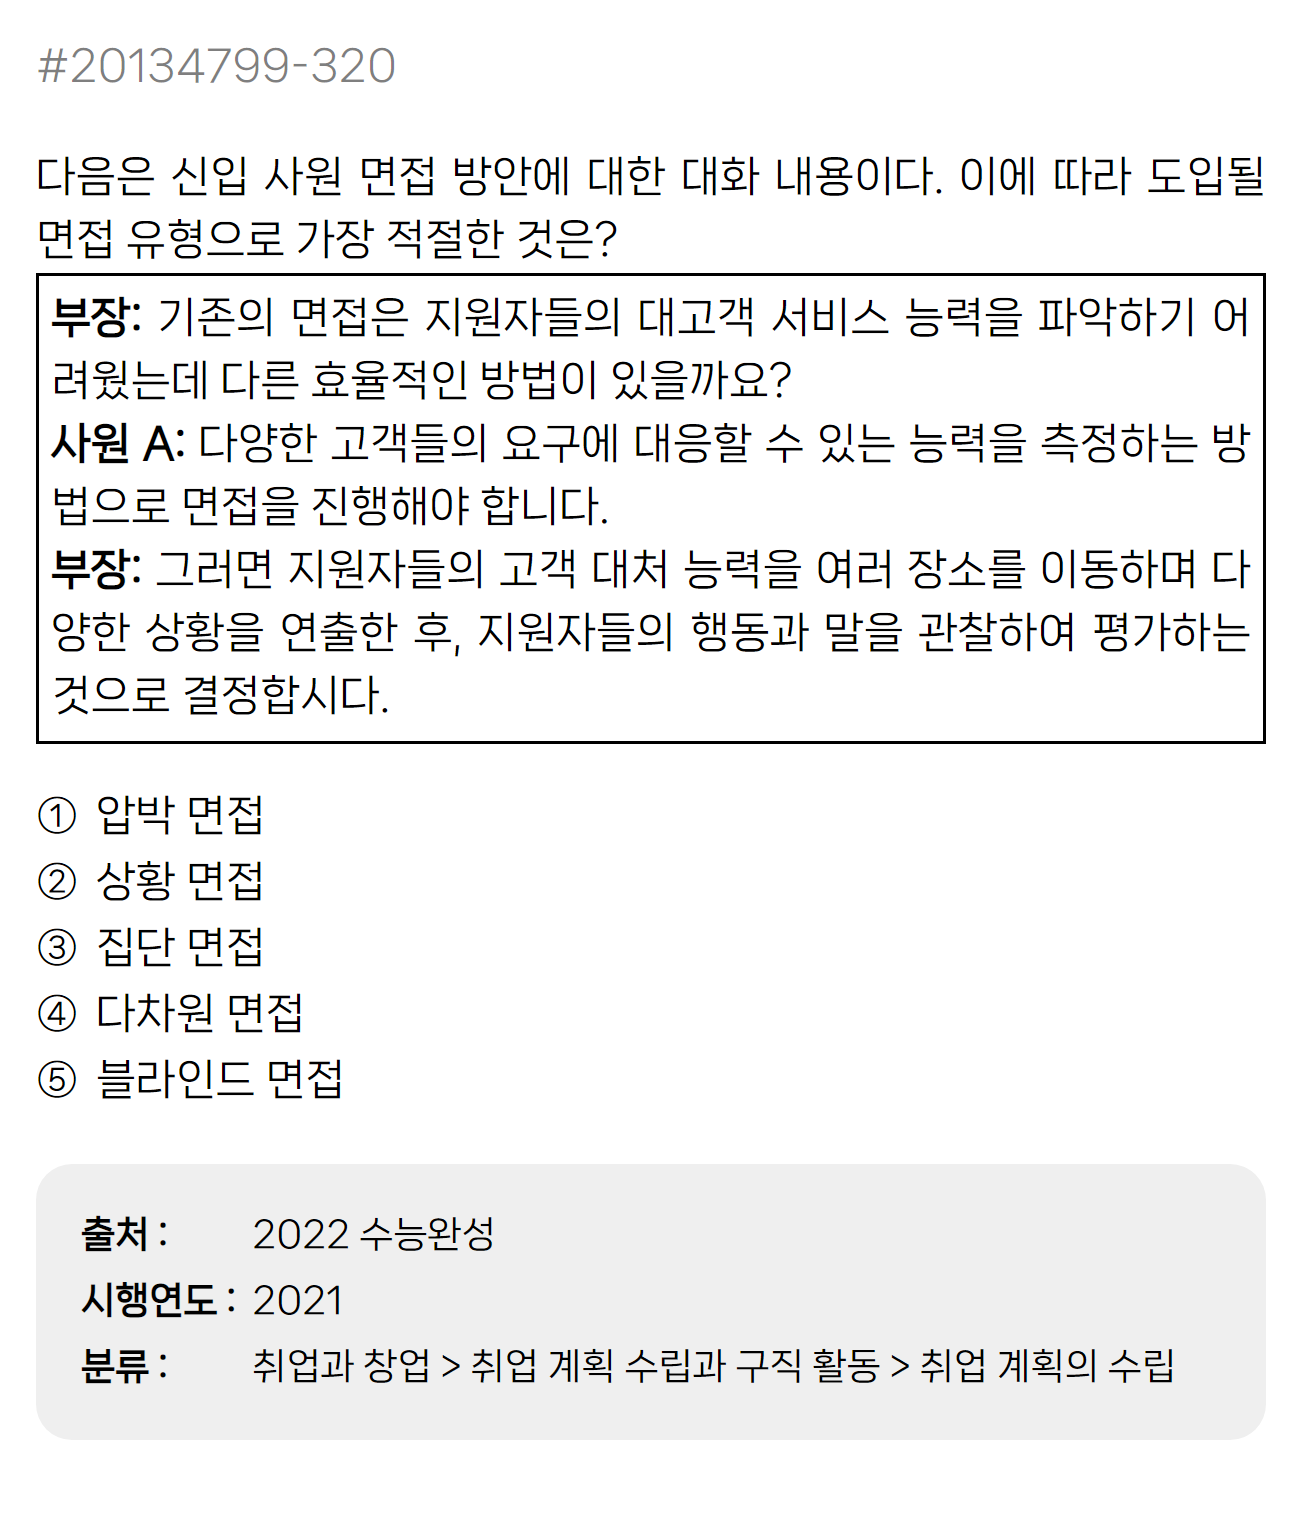 #20134799-320
다음은 신입 사원 면접 방안에 대한 대화 내용이다. 이에 따라 도입될
면접 유형으로 가장 적절한 것은?
부장: 기존의 면접은 지원자들의 대고객 서비스 능력을 파악하기 어
려웠는데 다른 효율적인 방법이 있을까요?
사원 A: 다양한 고객들의 요구에 대응할 수 있는 능력을 측정하는 방
법으로 면접을 진행해야 합니다.
부장: 그러면 지원자들의 고객 대처 능력을 여러 장소를 이동하며 다
양한 상황을 연출한 후, 지원자들의 행동과 말을 관찰하여 평가하는
것으로 결정합시다.
① 압박 면접
② 상황 면접
③ 집단 면접
④ 다차원 면접
⑤ 블라인드 면접
출처 : 2022 수능완성
시행연도 : 2021
분류 : 취업과 창업 > 취업 계획 수립과 구직 활동 > 취업 계획의 수립